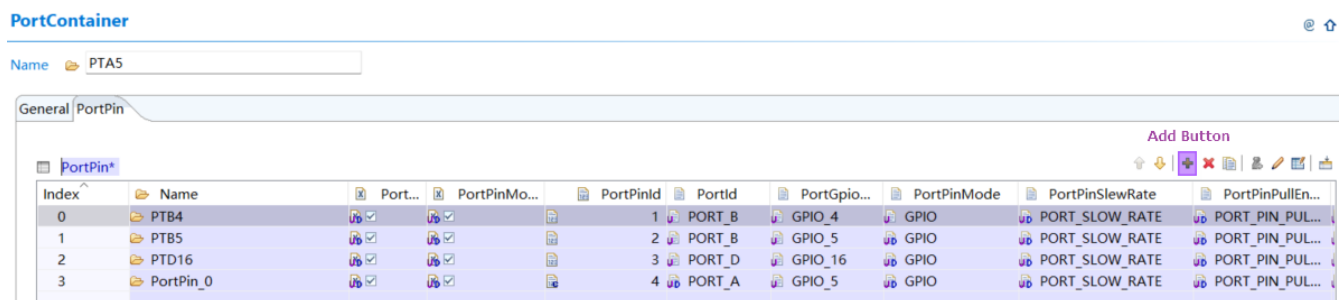 PortContainer
Name PTA5
General PortPin
Add Button
PortPin*
Index Name Port... PortPinMo... PortPinId PortId PortGpio... PortPinMode PortPinSlewRate PortPinPullEn...
0 PTB4 1 PORT_B GPIO_4 GPIO PORT_SLOW_RATE PORT_PIN_PUL...
1 PTB5 2 PORT_B GPIO_5 GPIO PORT_SLOW_RATE PORT_PIN_PUL...
2 PTD16 3 PORT_D GPIO_16 GPIO PORT_SLOW_RATE PORT_PIN_PUL...
3 PortPin_0 4 PORT_A GPIO_5 GPIO PORT_SLOW_RATE PORT_PIN_PUL...